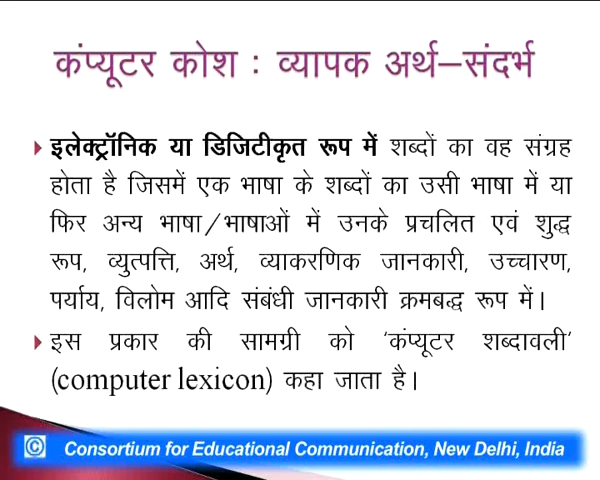 कंप्यूटर कोश : व्यापक अर्थ–संदर्भ
इलेक्ट्रॉनिक या डिजिटीकृत रूप में शब्दों का वह संग्रह
होता है जिसमें एक भाषा के शब्दों का उसी भाषा में या
फिर अन्य भाषा/भाषाओं में उनके प्रचलित एवं शुद्ध
रूप, व्युत्पत्ति, अर्थ, व्याकरणिक जानकारी, उच्चारण,
पर्याय, विलोम आदि संबंधी जानकारी क्रमबद्ध रूप में।
इस प्रकार की सामग्री को 'कंप्यूटर शब्दावली'
(computer lexicon) कहा जाता है।
© Consortium for Educational Communication, New Delhi, India